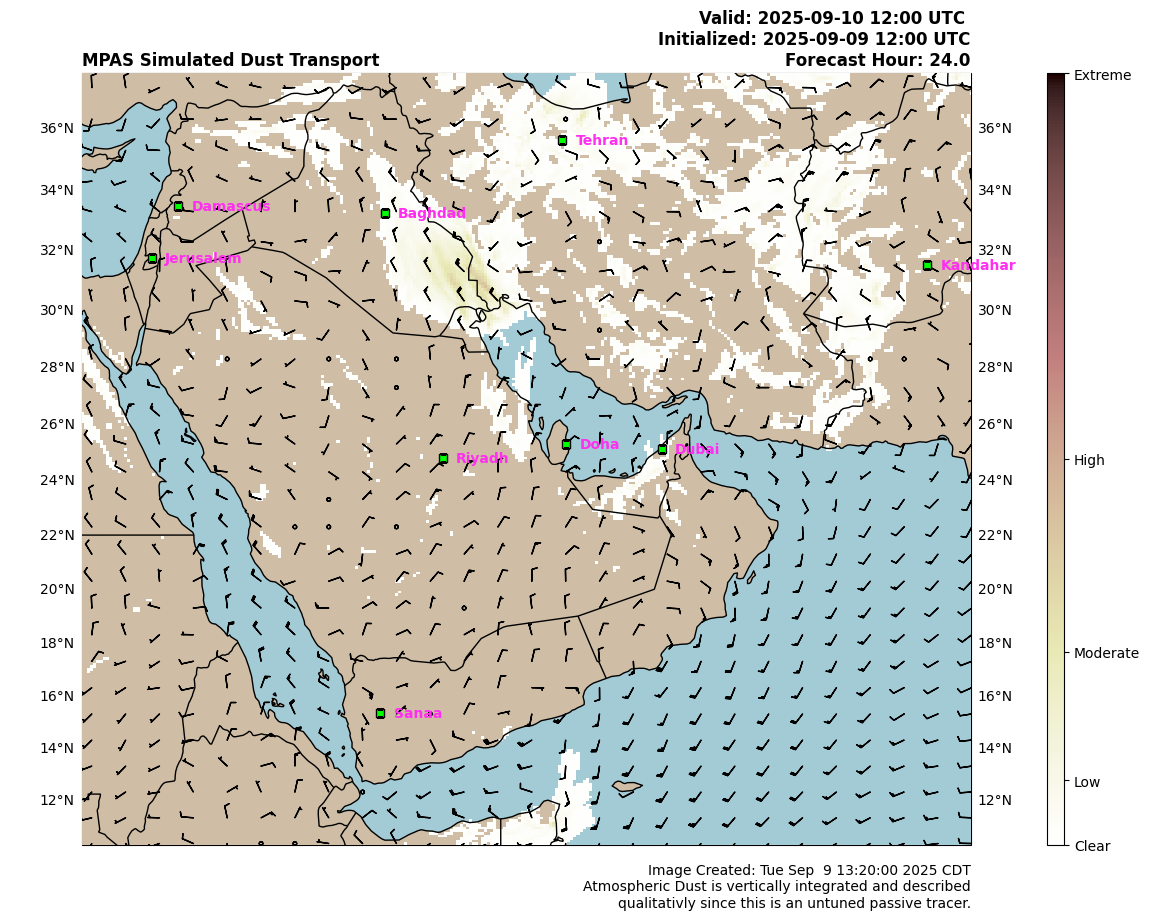 Valid: 2025-09-10 12:00 UTC
Initialized: 2025-09-09 12:00 UTC
MPAS Simulated Dust Transport
Forecast Hour: 24.0
Extreme
36°N
36°N
Tehran
34°N
34°N
Damascus
Baghdad
32°N
32°N
Jerusalem
Kandahar
30°N
30°N
28°N
28°N
26°N
26°N
Doha
Dubai
Riyadh
High
24°N
24°N
22°N
22°N
20°N
20°N
18°N
18°N
Moderate
16°N
16°N
Sanaa
14°N
14°N
Low
12°N
12°N
Clear
Image Created: Tue Sep  9 13:20:00 2025 CDT
Atmospheric Dust is vertically integrated and described
qualitativly since this is an untuned passive tracer.